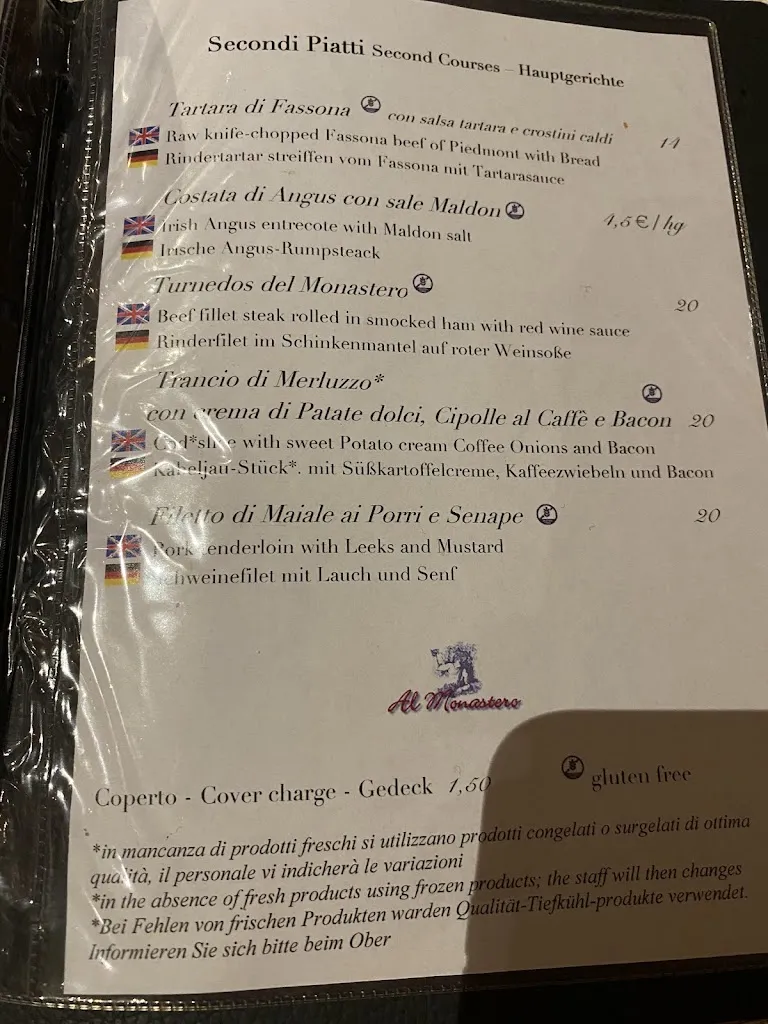 Secondi Piatti Second Courses – Hauptgerichte
Tartara di Fassona con salsa tartara e crostini caldi 14
Raw knife-chopped Fassona beef of Piedmont with Bread
Rindertartar streiffen vom Fassona mit Tartarasauce
Costata di Angus con sale Maldon 4,5€/hg
Irish Angus entrecote with Maldon salt
Irische Angus-Rumpsteack
Turnedos del Monastero 20
Beef fillet steak rolled in smocked ham with red wine sauce
Rinderfilet im Schinkenmantel auf roter Weinsoße
Trancio di Merluzzo*
con crema di Patate dolci, Cipolle al Caffè e Bacon 20
Cod*slice with sweet Potato cream Coffee Onions and Bacon
Kabeljau-Stück*. mit Süßkartoffelcreme, Kaffeezwiebeln und Bacon
Filetto di Maiale ai Porri e Senape 20
Pork tenderloin with Leeks and Mustard
Schweinefilet mit Lauch und Senf
Al Monastero
Coperto - Cover charge - Gedeck 1,50
gluten free
*in mancanza di prodotti freschi si utilizzano prodotti congelati o surgelati di ottima
qualità, il personale vi indicherà le variazioni
*in the absence of fresh products using frozen products; the staff will then changes
*Bei Fehlen von frischen Produkten warden Qualität-Tiefkühl-produkte verwendet.
Informieren Sie sich bitte beim Ober